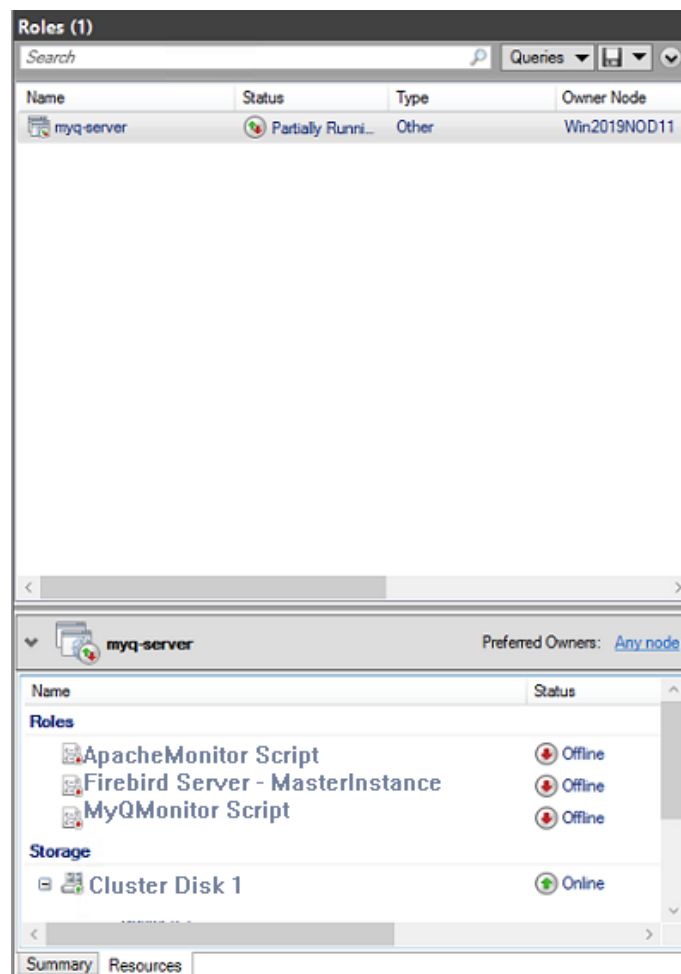 Roles (1)
Search Queries
Name Status Type Owner Node
myq-server Partially Runni... Other Win2019NOD11
myq-server Preferred Owners: Any node
Name Status
Roles
ApacheMonitor Script Offline
Firebird Server - MasterInstance Offline
MyQMonitor Script Offline
Storage
Cluster Disk 1 Online
Summary Resources